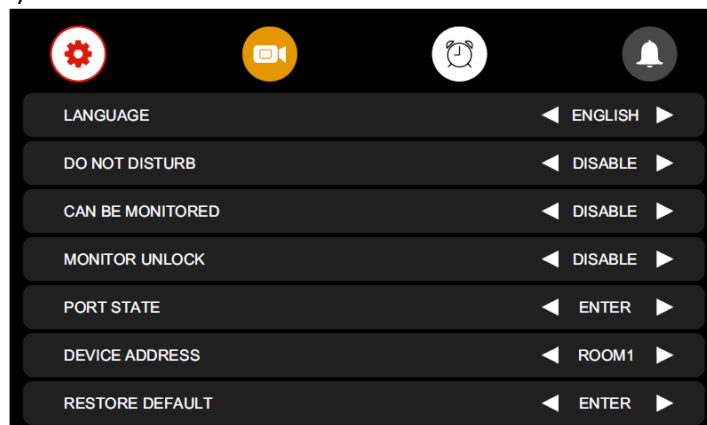 LANGUAGE ENGLISH
DO NOT DISTURB DISABLE
CAN BE MONITORED DISABLE
MONITOR UNLOCK DISABLE
PORT STATE ENTER
DEVICE ADDRESS ROOM1
RESTORE DEFAULT ENTER